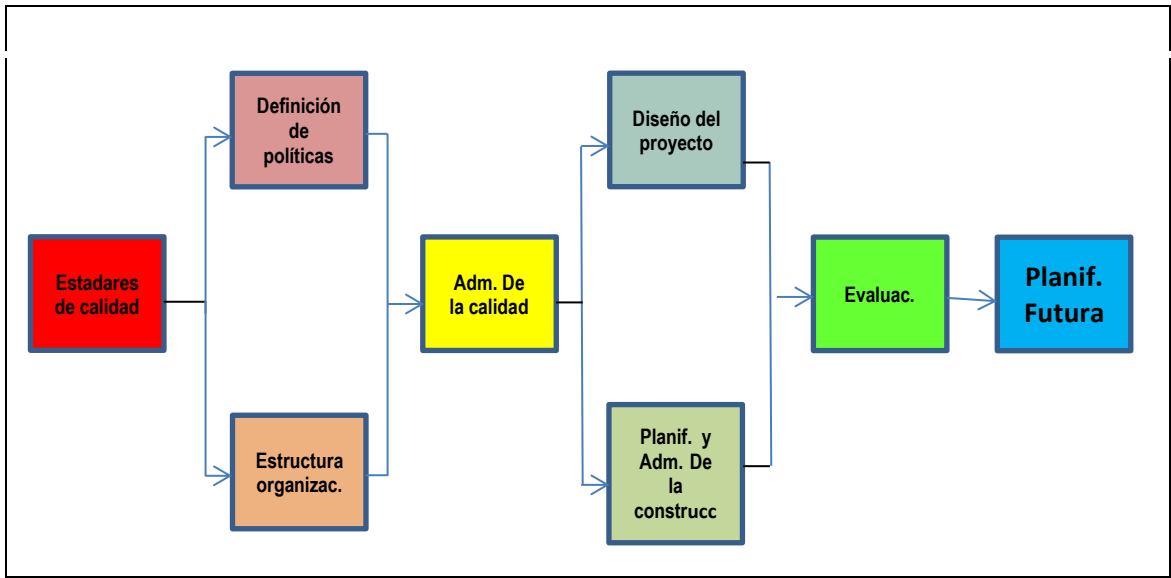 Definición
de
políticas
Diseño del
proyecto
Estadares
de calidad
Adm. De
la calidad
Evaluac.
Planif.
Futura
Estructura
organizac.
Planif. y
Adm. De
la
construcc